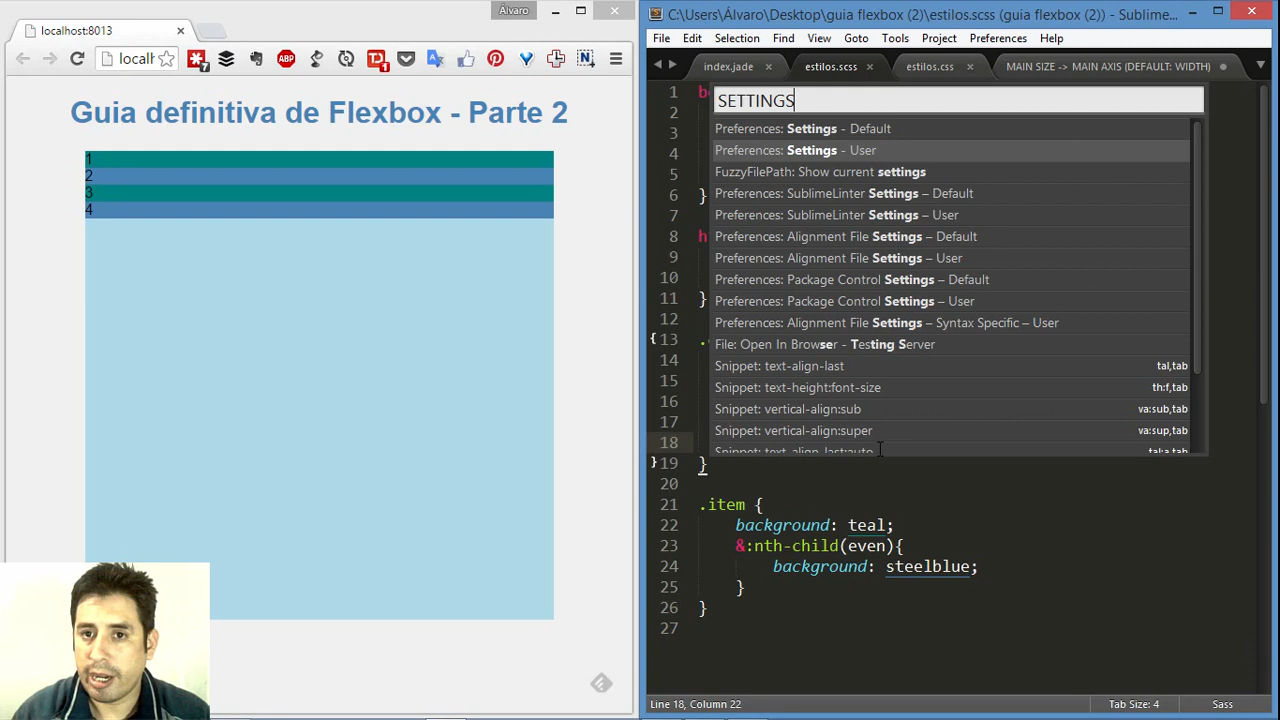 Álvaro
localhost:8013
localh
7
1
Guia definitiva de Flexbox - Parte 2
1
2
3
4
C:\Users\Álvaro\Desktop\guia flexbox (2)\estilos.scss (guia flexbox (2)) - Sublime...
File Edit Selection Find View Goto Tools Project Preferences Help
index.jade estilos.scss estilos.css MAIN SIZE -> MAIN AXIS (DEFAULT: WIDTH)
SETTINGS
Preferences: Settings - Default
Preferences: Settings - User
FuzzyFilePath: Show current settings
Preferences: SublimeLinter Settings – Default
Preferences: SublimeLinter Settings – User
Preferences: Alignment File Settings – Default
Preferences: Alignment File Settings – User
Preferences: Package Control Settings – Default
Preferences: Package Control Settings – User
Preferences: Alignment File Settings – Syntax Specific – User
File: Open In Browser - Testing Server
Snippet: text-align-last tal,tab
Snippet: text-height:font-size th:f,tab
Snippet: vertical-align:sub va:sub,tab
Snippet: vertical-align:super va:sup,tab
Snippet: text-align-last:auto tal:a,tab
1 b
2
3
4
5
6 }
7
8 h
9
10
11 }
12
13 .
14
15
16
17
18
19 }
20
21 .item {
22 background: teal;
23 &:nth-child(even){
24 background: steelblue;
25 }
26 }
27
Line 18, Column 22 Tab Size: 4 Sass